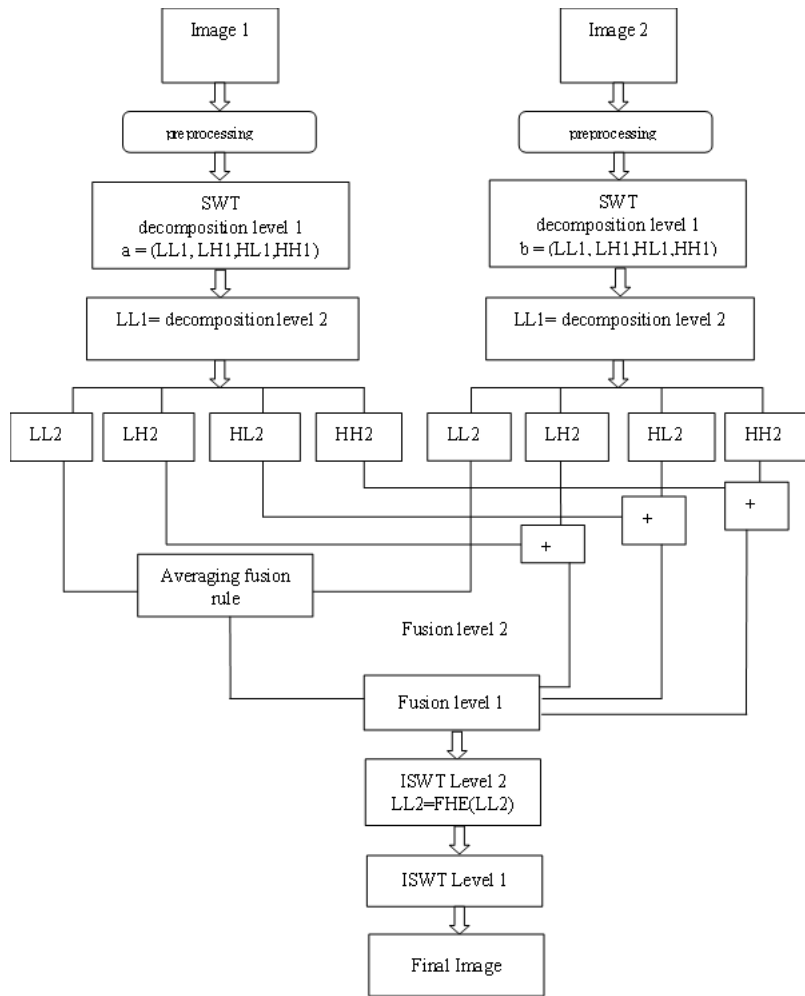 Image 1
Image 2
preprocessing
preprocessing
SWT
decomposition level 1
a = (LL1, LH1,HL1,HH1)
SWT
decomposition level 1
b = (LL1, LH1,HL1,HH1)
LL1= decomposition level 2
LL1= decomposition level 2
LL2
LH2
HL2
HH2
LL2
LH2
HL2
HH2
+
+
+
Averaging fusion
rule
Fusion level 2
Fusion level 1
ISWT Level 2
LL2=FHE(LL2)
ISWT Level 1
Final Image